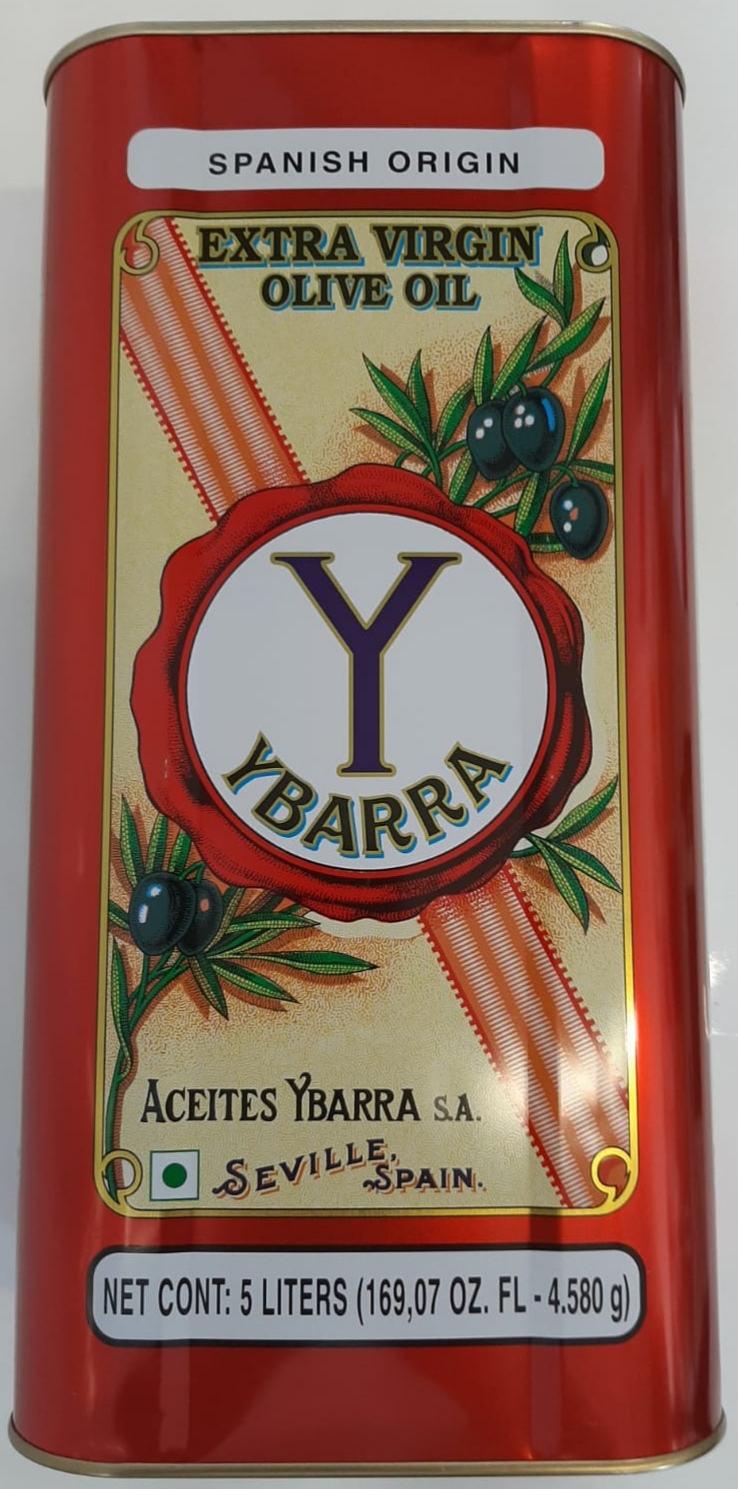 SPANISH ORIGIN
EXTRA VIRGIN
OLIVE OIL
Y
YBARRA
ACEITES YBARRA S.A.
SEVILLE,
SPAIN.
NET CONT: 5 LITERS (169,07 OZ. FL - 4.580 g)